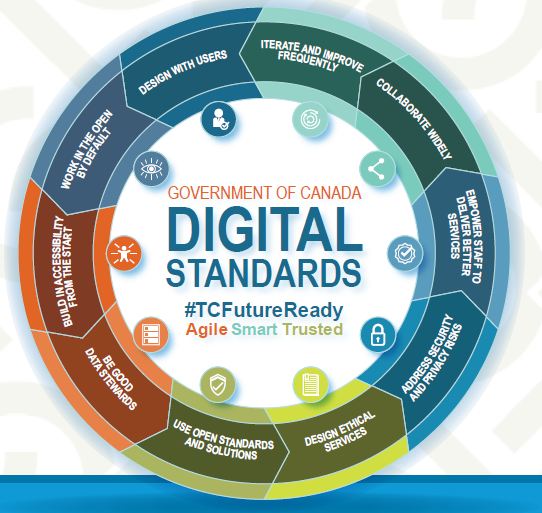 DESIGN WITH USERS
ITERATE AND IMPROVE
FREQUENTLY
COLLABORATE WIDELY
EMPOWER STAFF TO
DELIVER BETTER
SERVICES
ADDRESS SECURITY
AND PRIVACY RISKS
DESIGN ETHICAL
SERVICES
USE OPEN STANDARDS
AND SOLUTIONS
BE GOOD
DATA STEWARDS
BUILD IN ACCESSIBILITY
FROM THE START
WORK IN THE OPEN
BY DEFAULT
GOVERNMENT OF CANADA
DIGITAL
STANDARDS
#TCFutureReady
Agile Smart Trusted